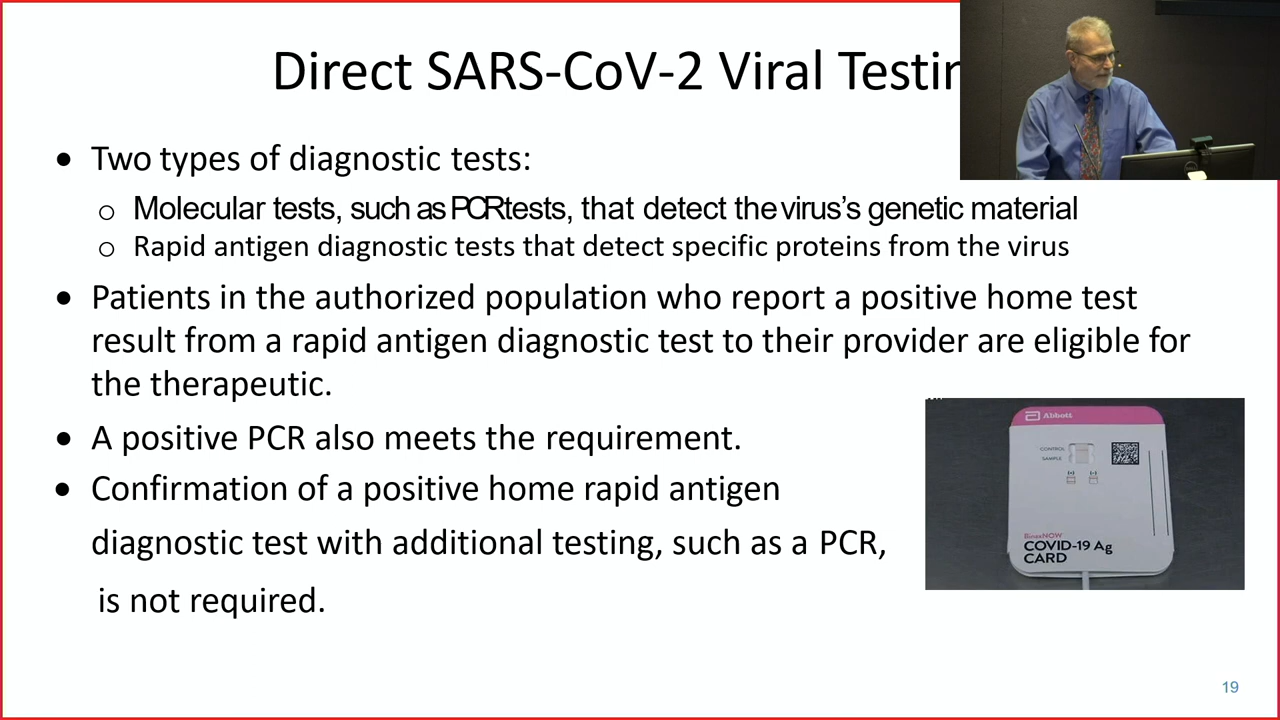 Direct SARS-CoV-2 Viral Testin
• Two types of diagnostic tests:
o Molecular tests, such as PCR tests, that detect the virus’s genetic material
o Rapid antigen diagnostic tests that detect specific proteins from the virus
• Patients in the authorized population who report a positive home test
result from a rapid antigen diagnostic test to their provider are eligible for
the therapeutic.
• A positive PCR also meets the requirement.
• Confirmation of a positive home rapid antigen
diagnostic test with additional testing, such as a PCR,
is not required.
Abbott
CONTROL
SAMPLE
BinaxNOW
COVID-19 Ag
CARD
19